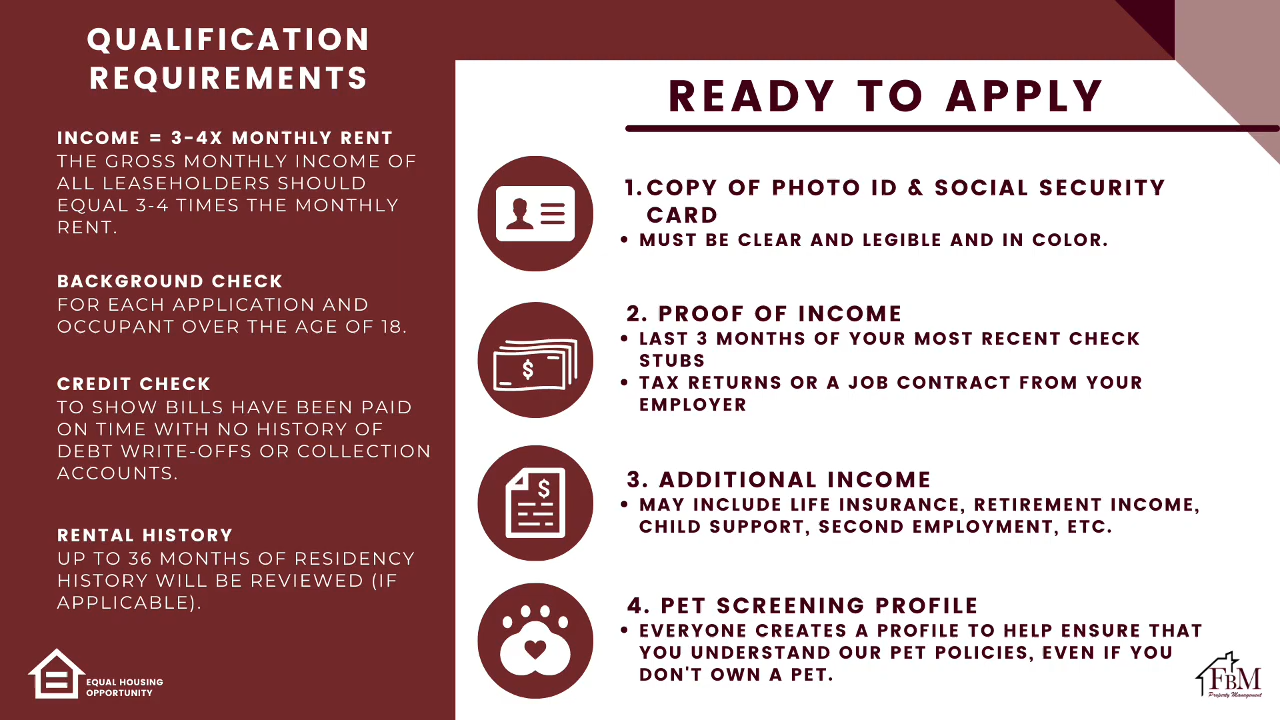 QUALIFICATION
REQUIREMENTS
INCOME = 3-4X MONTHLY RENT
THE GROSS MONTHLY INCOME OF
ALL LEASEHOLDERS SHOULD
EQUAL 3-4 TIMES THE MONTHLY
RENT.
BACKGROUND CHECK
FOR EACH APPLICATION AND
OCCUPANT OVER THE AGE OF 18.
CREDIT CHECK
TO SHOW BILLS HAVE BEEN PAID
ON TIME WITH NO HISTORY OF
DEBT WRITE-OFFS OR COLLECTION
ACCOUNTS.
RENTAL HISTORY
UP TO 36 MONTHS OF RESIDENCY
HISTORY WILL BE REVIEWED (IF
APPLICABLE).
EQUAL HOUSING
OPPORTUNITY
READY TO APPLY
1. COPY OF PHOTO ID & SOCIAL SECURITY
CARD
• MUST BE CLEAR AND LEGIBLE AND IN COLOR.
2. PROOF OF INCOME
• LAST 3 MONTHS OF YOUR MOST RECENT CHECK
STUBS
• TAX RETURNS OR A JOB CONTRACT FROM YOUR
EMPLOYER
3. ADDITIONAL INCOME
• MAY INCLUDE LIFE INSURANCE, RETIREMENT INCOME,
CHILD SUPPORT, SECOND EMPLOYMENT, ETC.
4. PET SCREENING PROFILE
• EVERYONE CREATES A PROFILE TO HELP ENSURE THAT
YOU UNDERSTAND OUR PET POLICIES, EVEN IF YOU
DON'T OWN A PET.
FBM
Property Management